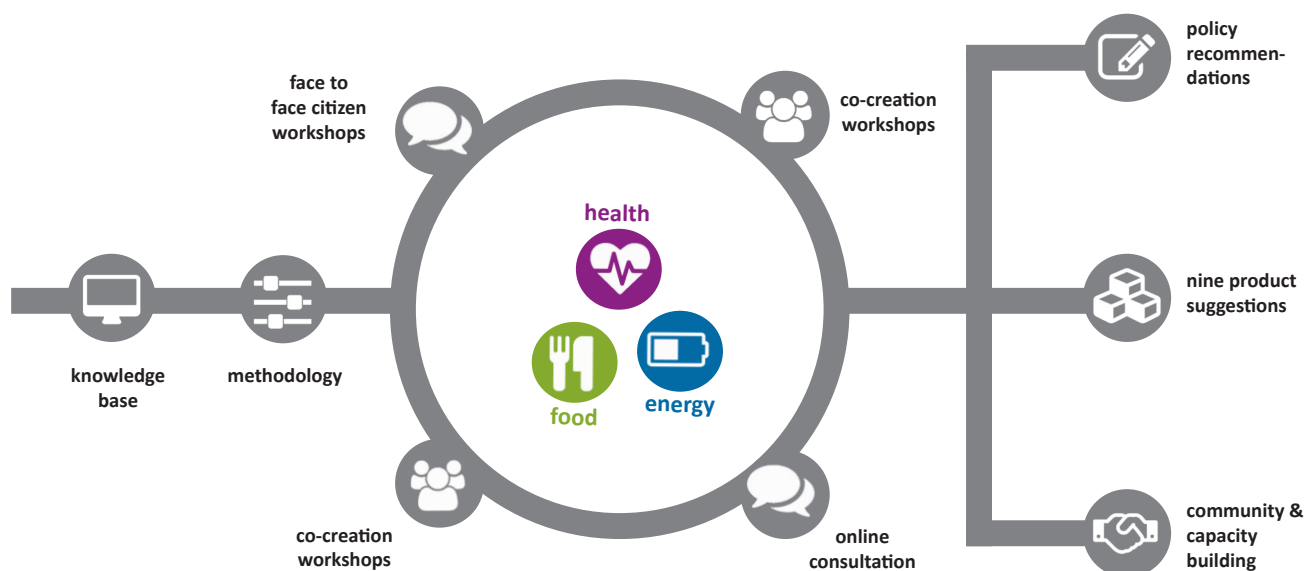 policy
recommen-
dations
face to
face citizen
workshops
co-creation
workshops
health
nine product
suggestions
knowledge
base
methodology
food
energy
co-creation
workshops
online
consultation
community &
capacity
building